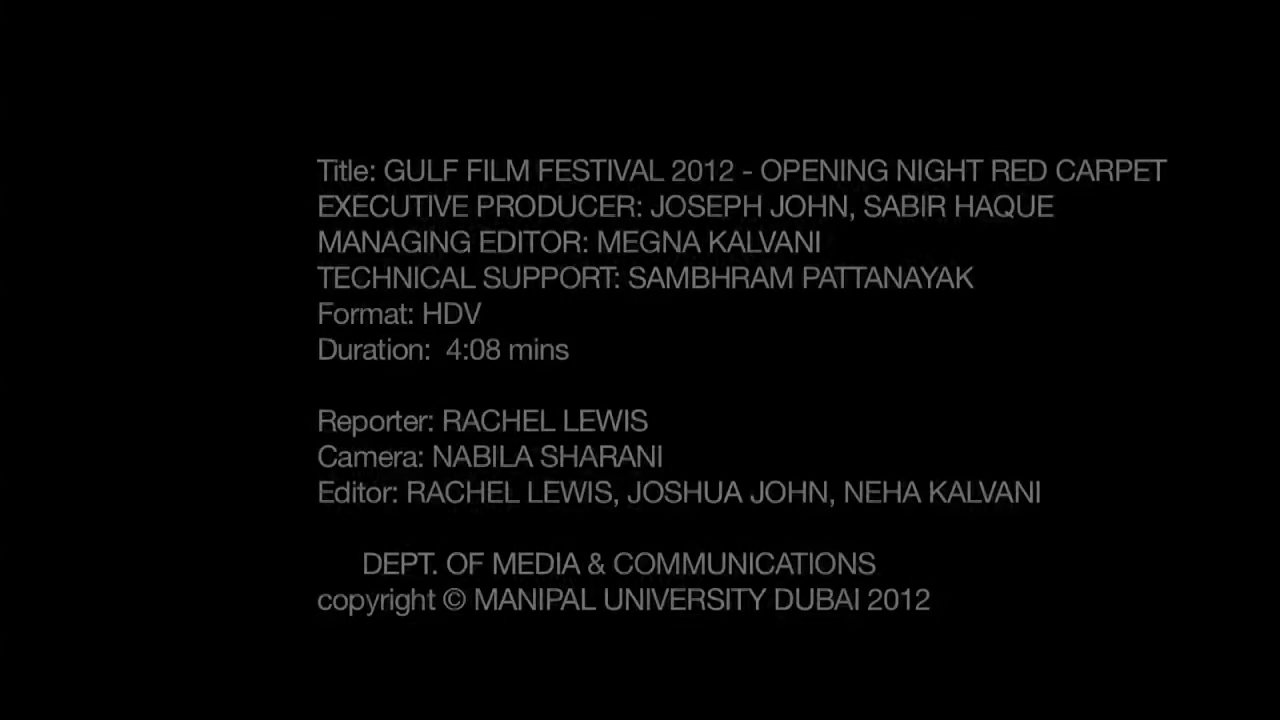 Title: GULF FILM FESTIVAL 2012 - OPENING NIGHT RED CARPET
EXECUTIVE PRODUCER: JOSEPH JOHN, SABIR HAQUE
MANAGING EDITOR: MEGNA KALVANI
TECHNICAL SUPPORT: SAMBHRAM PATTANAYAK
Format: HDV
Duration:  4:08 mins
Reporter: RACHEL LEWIS
Camera: NABILA SHARANI
Editor: RACHEL LEWIS, JOSHUA JOHN, NEHA KALVANI
DEPT. OF MEDIA & COMMUNICATIONS
copyright © MANIPAL UNIVERSITY DUBAI 2012